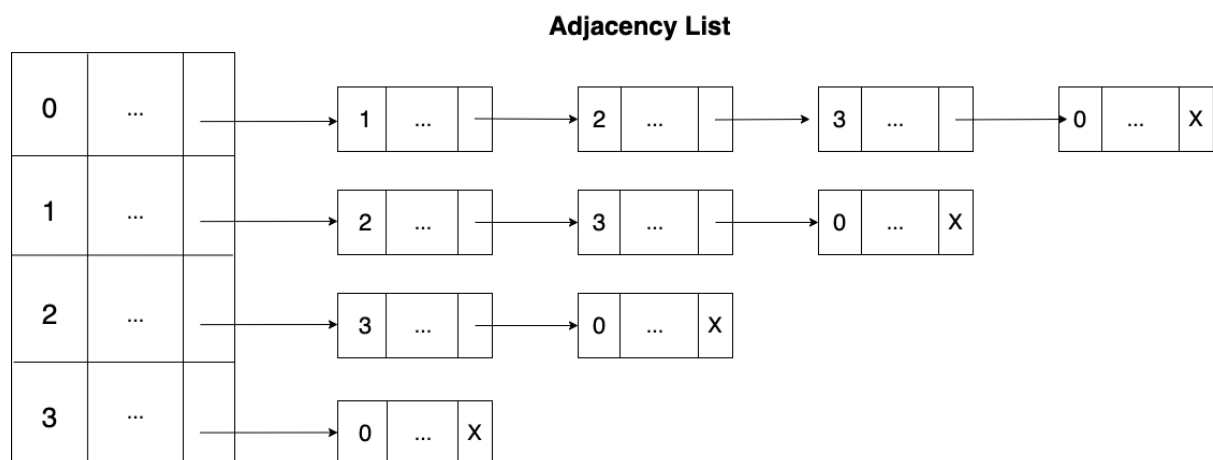 Adjacency List
0 ... 1 ... 2 ... 3 ... 0 ... X
1 ... 2 ... 3 ... 0 ... X
2 ... 3 ... 0 ... X
3 ... 0 ... X